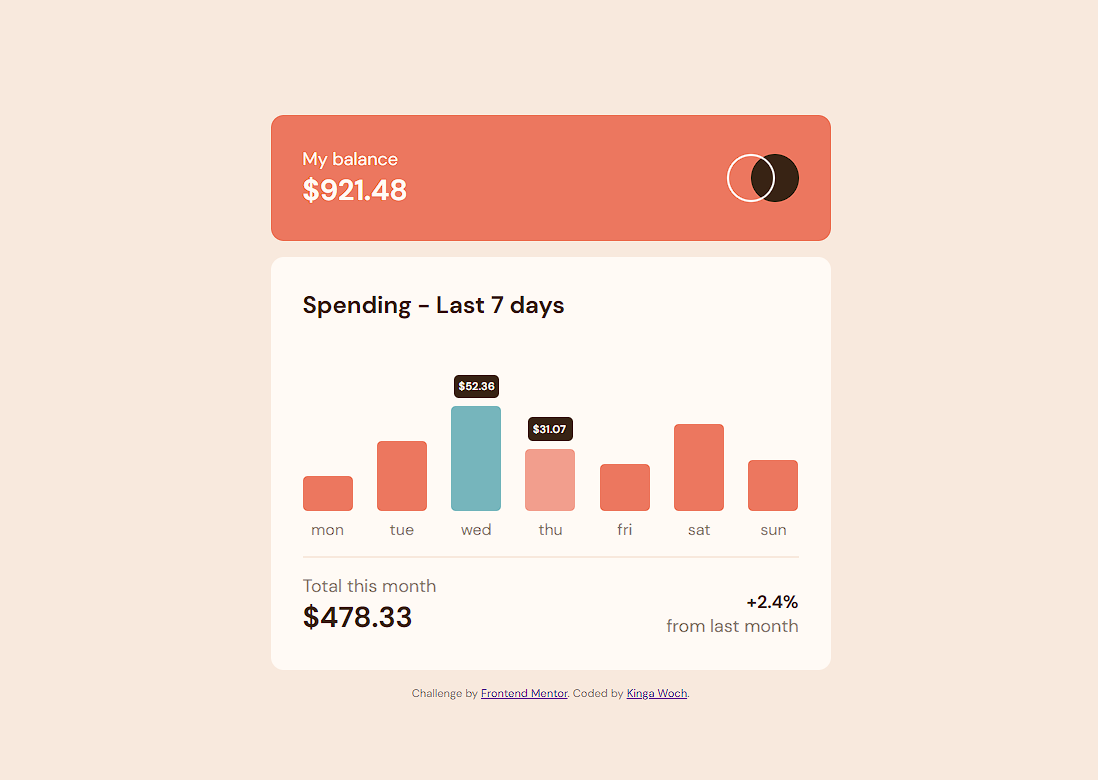 My balance
$921.48
Spending - Last 7 days
$52.36
$31.07
mon tue wed thu fri sat sun
Total this month
$478.33
+2.4%
from last month
Challenge by Frontend Mentor. Coded by Kinga Woch.